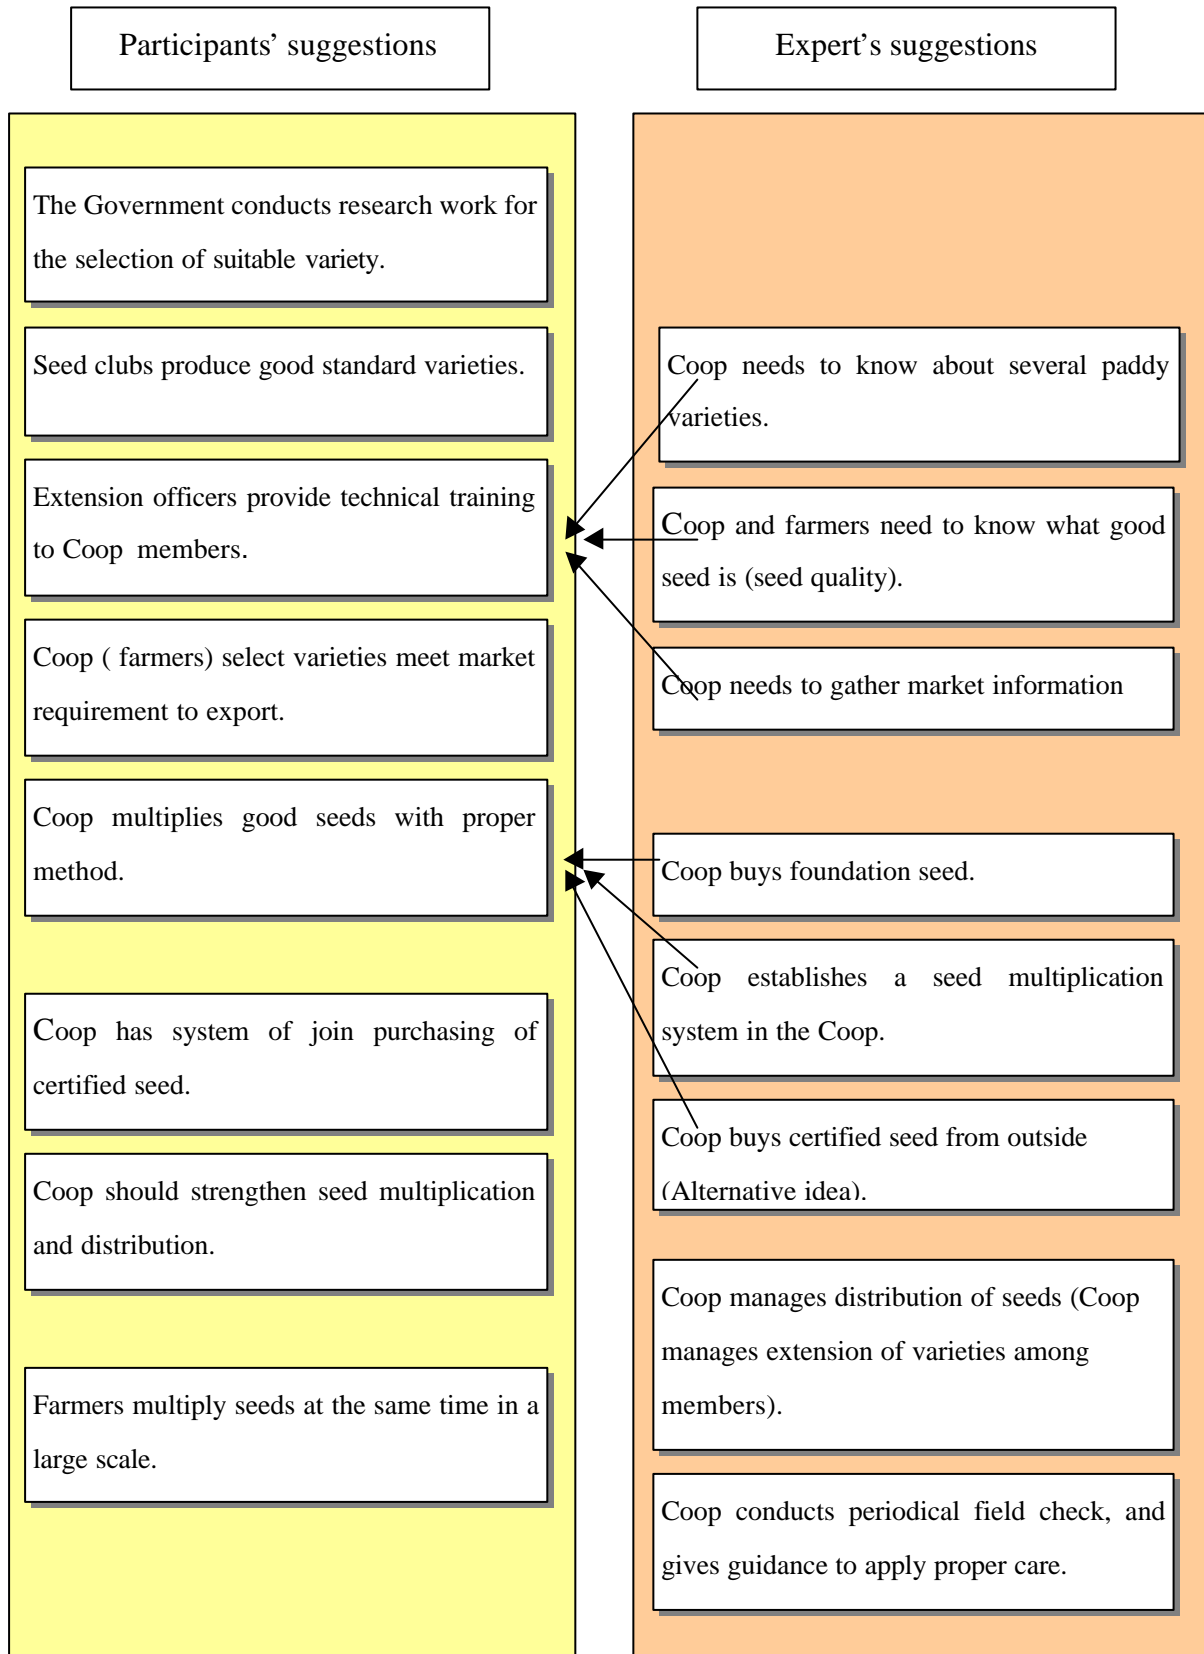 Participants' suggestions
Expert's suggestions
The Government conducts research work for
the selection of suitable variety.
Seed clubs produce good standard varieties.
Extension officers provide technical training
to Coop members.
Coop ( farmers) select varieties meet market
requirement to export.
Coop multiplies good seeds with proper
method.
Coop has system of join purchasing of
certified seed.
Coop should strengthen seed multiplication
and distribution.
Farmers multiply seeds at the same time in a
large scale.
Coop needs to know about several paddy
varieties.
Coop and farmers need to know what good
seed is (seed quality).
Coop needs to gather market information
Coop buys foundation seed.
Coop establishes a seed multiplication
system in the Coop.
Coop buys certified seed from outside
(Alternative idea).
Coop manages distribution of seeds (Coop
manages extension of varieties among
members).
Coop conducts periodical field check, and
gives guidance to apply proper care.